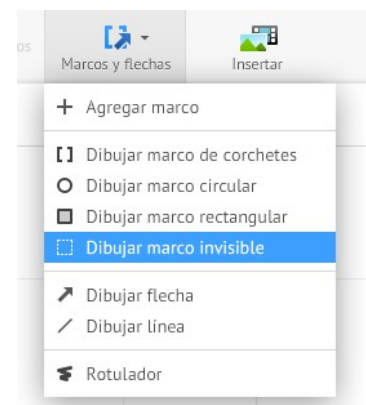 os
Marcos y flechas
Insertar
Agregar marco
Dibujar marco de corchetes
Dibujar marco circular
Dibujar marco rectangular
Dibujar marco invisible
Dibujar flecha
Dibujar línea
Rotulador